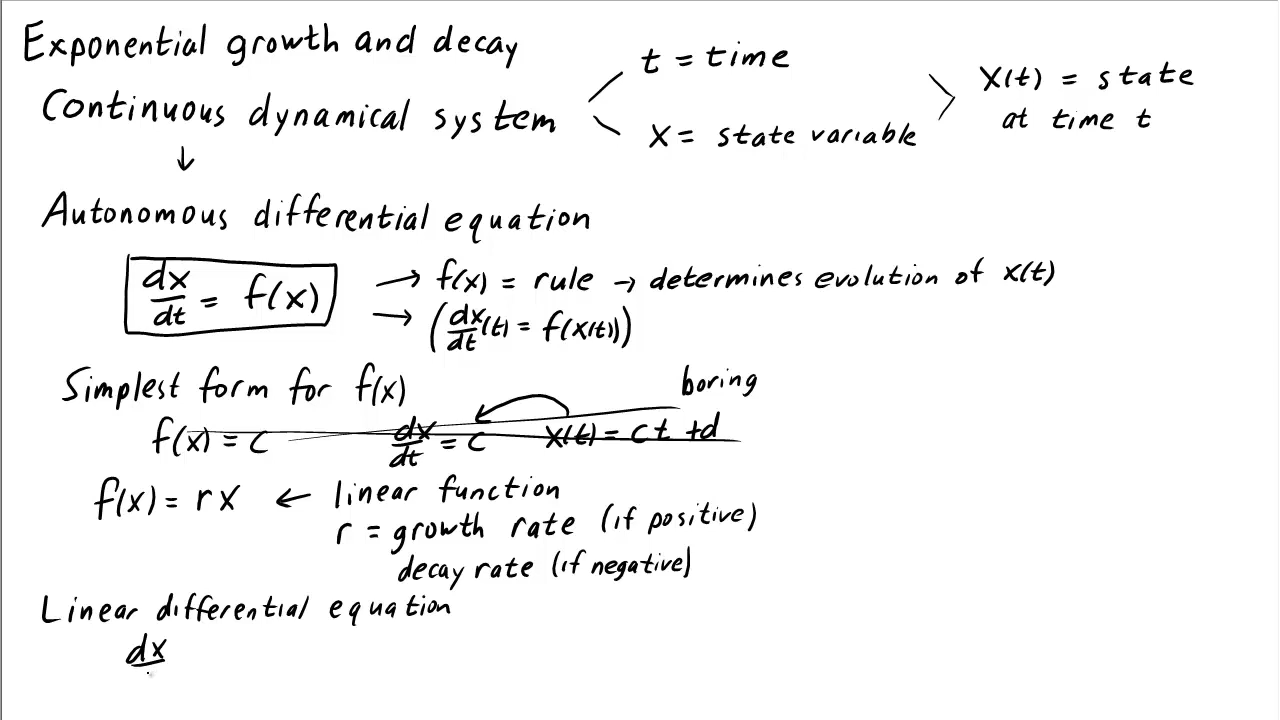 Exponential growth and decay
Continuous dynamical system
t = time
x = state variable
x(t) = state
at time t
↓
Autonomous differential equation
dx/dt = f(x)
→ f(x) = rule → determines evolution of x(t)
→ (dx/dt(t) = f(x(t)))
Simplest form for f(x)
boring
f(x) = c dx/dt = c x(t) = ct + d
f(x) = rx ← linear function
r = growth rate (if positive)
decay rate (if negative)
Linear differential equation
dx